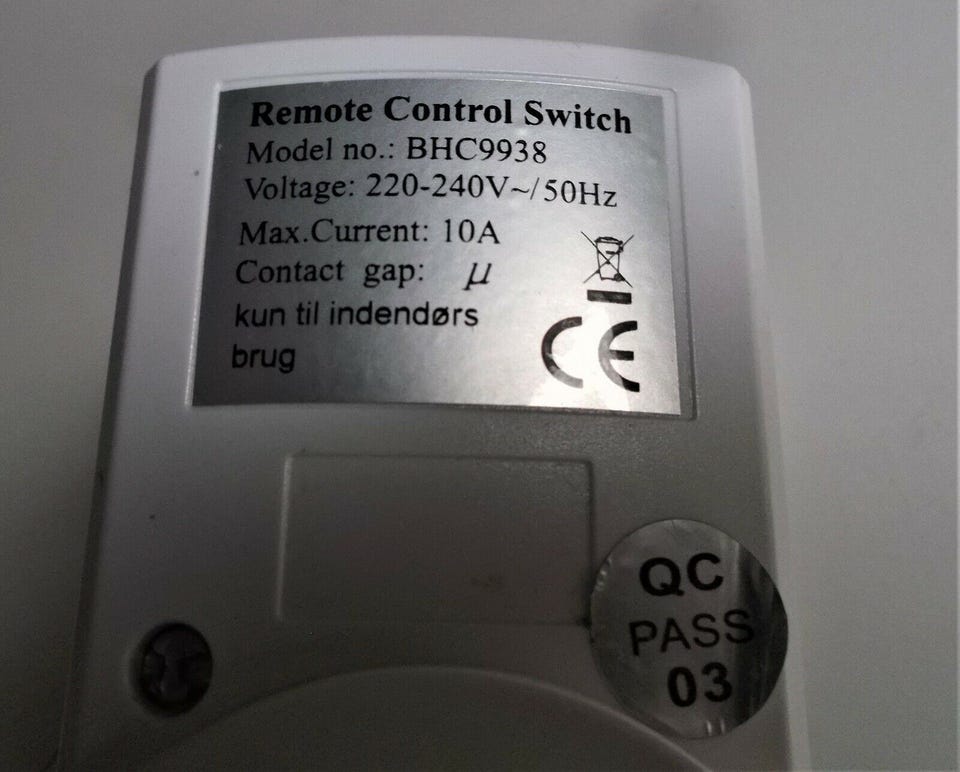 Remote Control Switch
Model no.: BHC9938
Voltage: 220-240V~/50Hz
Max.Current: 10A
Contact gap: μ
kun til indendørs
brug
CE
QC
PASS
03